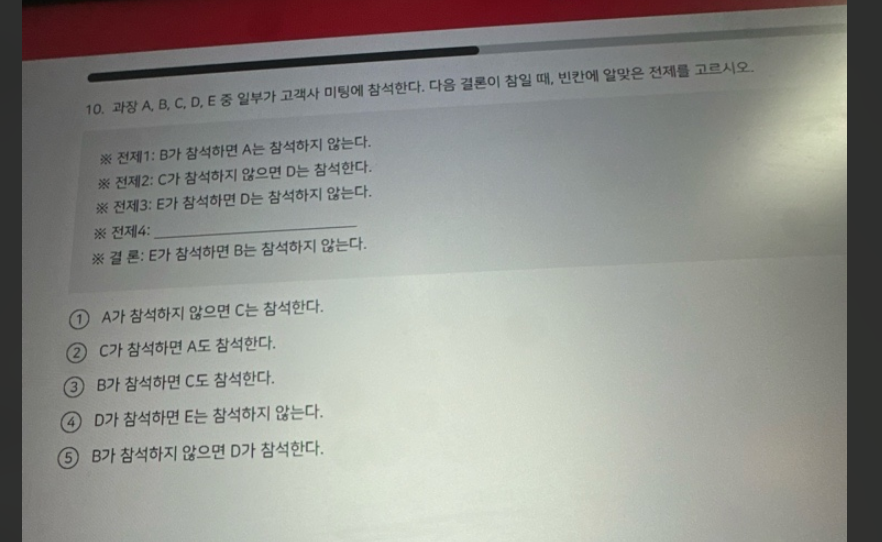 10. 과장 A, B, C, D, E 중 일부가 고객사 미팅에 참석한다. 다음 결론이 참일 때, 빈칸에 알맞은 전제를 고르시오.
※ 전제1: B가 참석하면 A는 참석하지 않는다.
※ 전제2: C가 참석하지 않으면 D는 참석한다.
※ 전제3: E가 참석하면 D는 참석하지 않는다.
※ 전제4: ____________________
※ 결 론: E가 참석하면 B는 참석하지 않는다.
① A가 참석하지 않으면 C는 참석한다.
② C가 참석하면 A도 참석한다.
③ B가 참석하면 C도 참석한다.
④ D가 참석하면 E는 참석하지 않는다.
⑤ B가 참석하지 않으면 D가 참석한다.